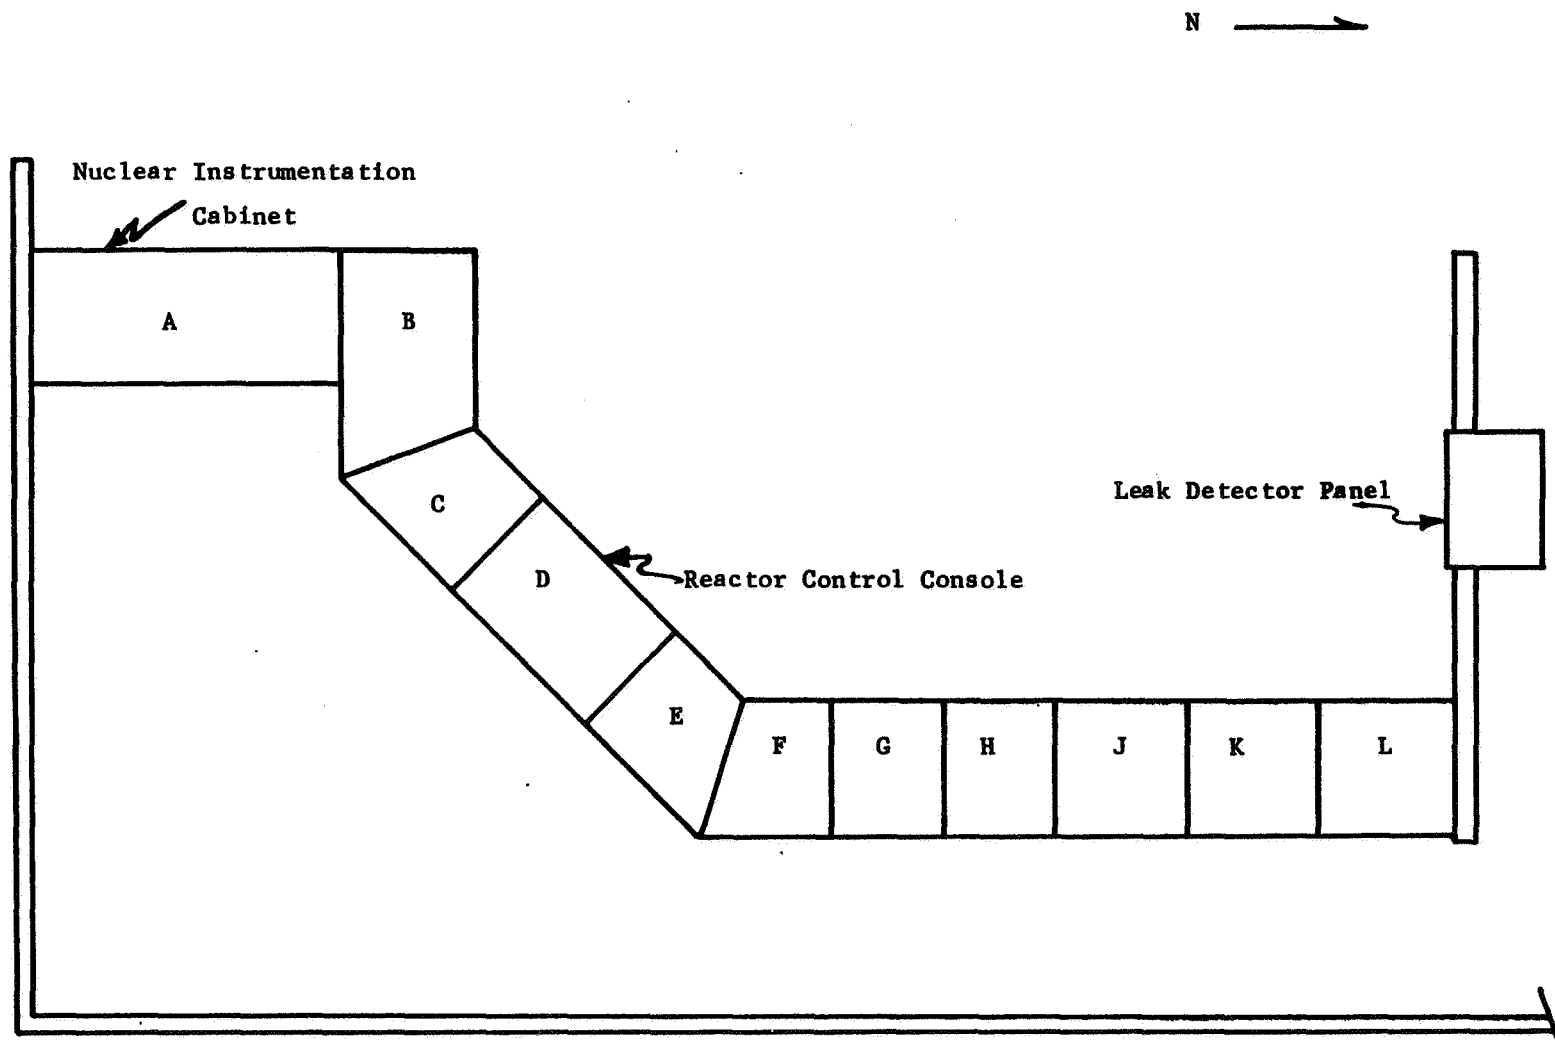 N
Nuclear Instrumentation
Cabinet
A
B
C
Leak Detector Panel
D
Reactor Control Console
E
F
G
H
J
K
L